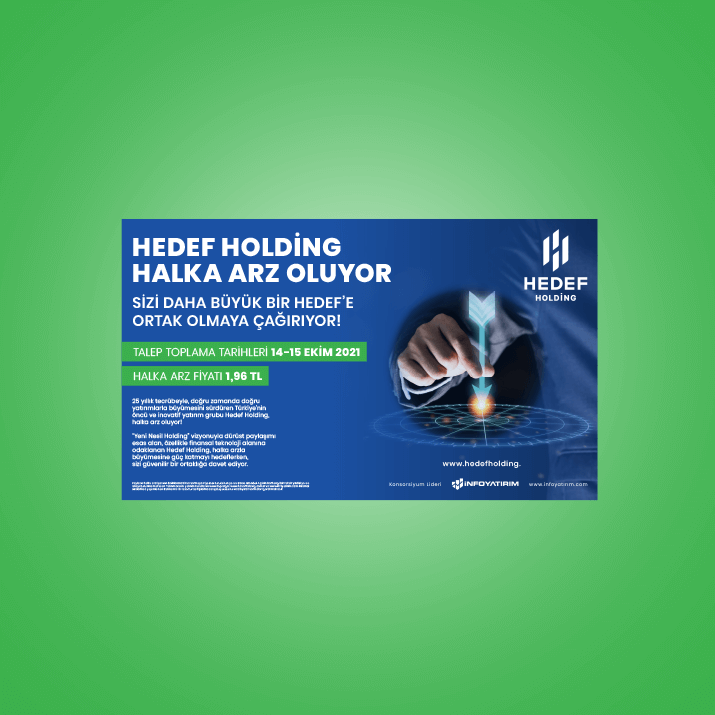 HEDEF HOLDİNG
HALKA ARZ OLUYOR
SİZİ DAHA BÜYÜK BİR HEDEF'E
ORTAK OLMAYA ÇAĞIRIYOR!
TALEP TOPLAMA TARİHLERİ 14-15 EKİM 2021
HALKA ARZ FİYATI 1,96 TL
25 yıllık tecrübeyle, doğru zamanda doğru
yatırımlarla büyümesini sürdüren Türkiye'nin
öncü ve inovatif yatırım grubu Hedef Holding,
halka arz oluyor!
"Yeni Nesil Holding" vizyonuyla dürüst paylaşımı
esas alan, özellikle finansal teknoloji alanına
odaklanan Hedef Holding, halka arzla
büyümesine güç katmayı hedeflerken,
sizi güvenilir bir ortaklığa davet ediyor.
HEDEF
HOLDİNG
www.hedefholding.
Konsorsiyum Lideri
İNFOYATIRIM
www.infoyatirim.com